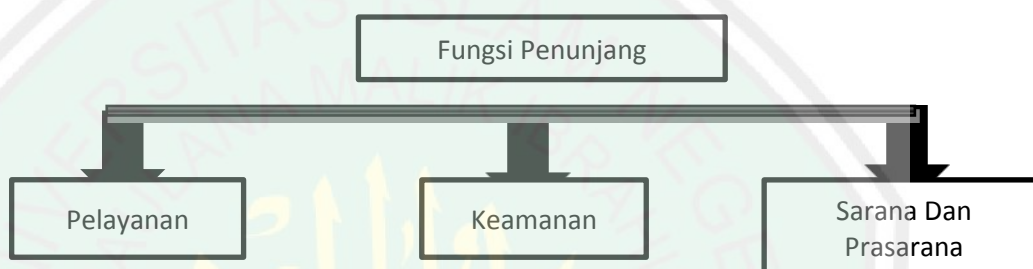 Fungsi Penunjang
Pelayanan
Keamanan
Sarana Dan
Prasarana